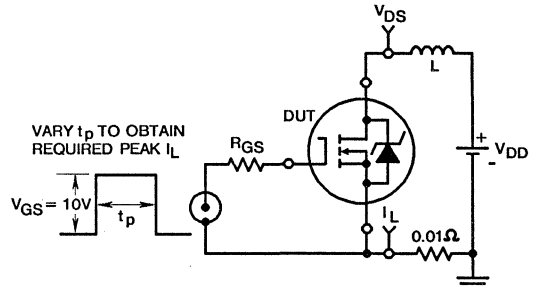 VDS
L
DUT
VARY tp TO OBTAIN
REQUIRED PEAK IL
RGS
+
VDD
-
VGS = 10V
tp
IL
0.01Ω